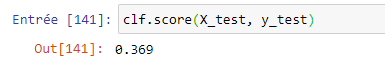 Entrée [141]: clf.score(X_test, y_test)
Out[141]: 0.369